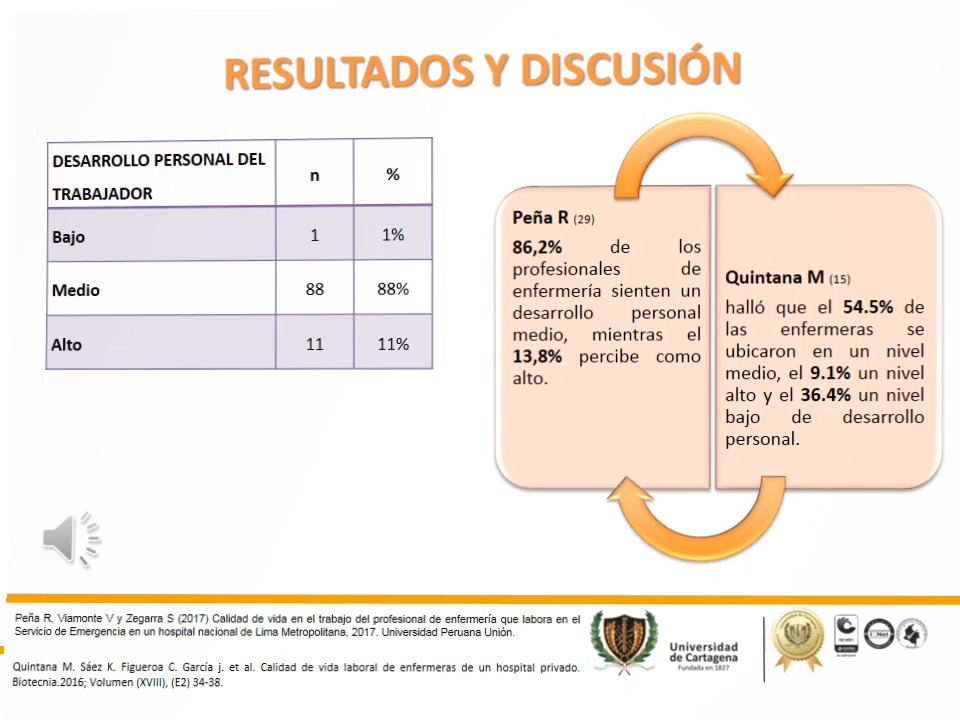 RESULTADOS Y DISCUSIÓN
DESARROLLO PERSONAL DEL
TRABAJADOR
n
%
Bajo
1
1%
Medio
88
88%
Alto
11
11%
Peña R (29)
86,2% de los
profesionales de
enfermería sienten un
desarrollo personal
medio, mientras el
13,8% percibe como
alto.
Quintana M (15)
halló que el 54.5% de
las enfermeras se
ubicaron en un nivel
medio, el 9.1% un nivel
alto y el 36.4% un nivel
bajo de desarrollo
personal.
Peña R, Viamonte V y Zegarra S (2017) Calidad de vida en el trabajo del profesional de enfermería que labora en el
Servicio de Emergencia en un hospital nacional de Lima Metropolitana, 2017. Universidad Peruana Unión.
Quintana M. Sáez K. Figueroa C. García j. et al. Calidad de vida laboral de enfermeras de un hospital privado.
Biotecnia.2016; Volumen (XVIII), (E2) 34-38.
Universidad
de Cartagena
Fundada en 1827